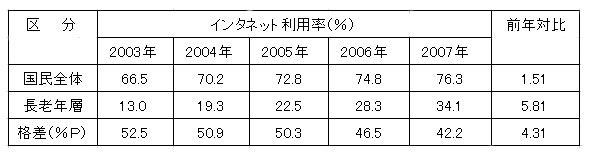 区 分 インタネット利用率(%) 前年対比
2003年 2004年 2005年 2006年 2007年
国民全体 66.5 70.2 72.8 74.8 76.3 1.51
長老年層 13.0 19.3 22.5 28.3 34.1 5.81
格差(%P) 52.5 50.9 50.3 46.5 42.2 4.31